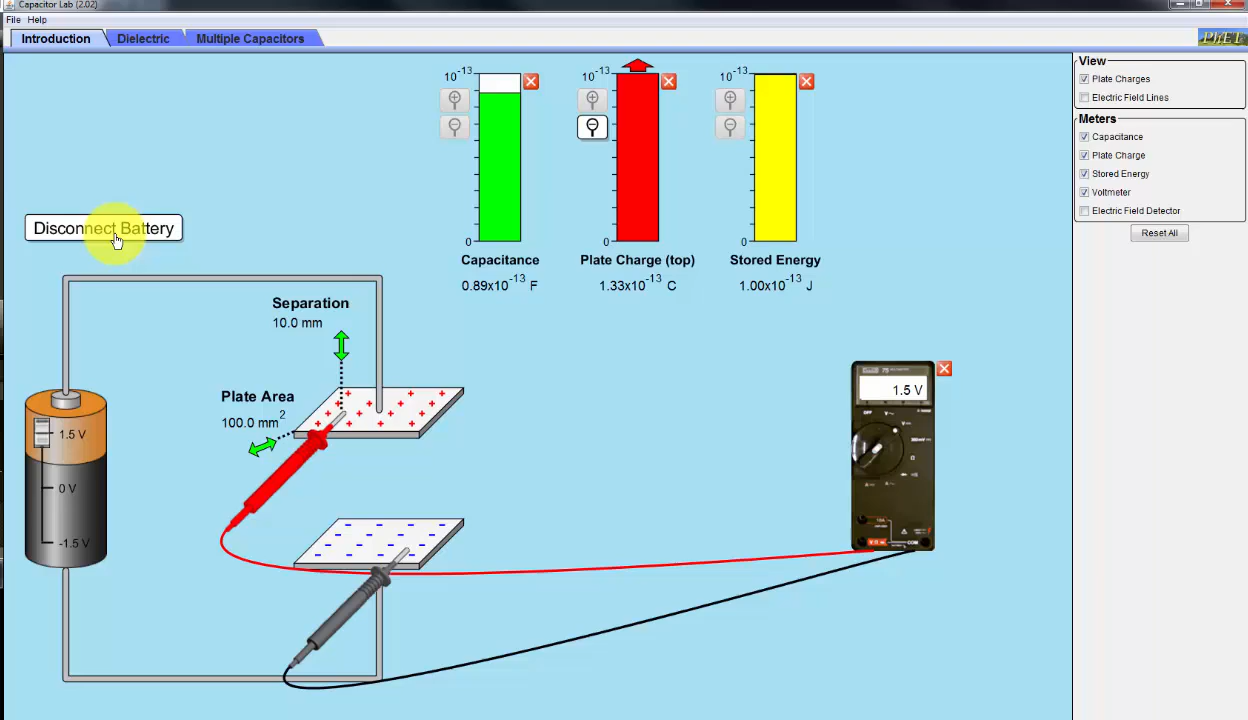 Capacitor Lab (2.02)
File Help
Introduction Dielectric Multiple Capacitors
PhET
View
Plate Charges
Electric Field Lines
Meters
Capacitance
Plate Charge
Stored Energy
Voltmeter
Electric Field Detector
Reset All
10⁻¹³ 10⁻¹³ 10⁻¹³
0 0 0
Capacitance Plate Charge (top) Stored Energy
0.89x10⁻¹³ F 1.33x10⁻¹³ C 1.00x10⁻¹³ J
Disconnect Battery
Separation
10.0 mm
Plate Area
100.0 mm²
1.5 V
0 V
-1.5 V
1.5 V
OFF